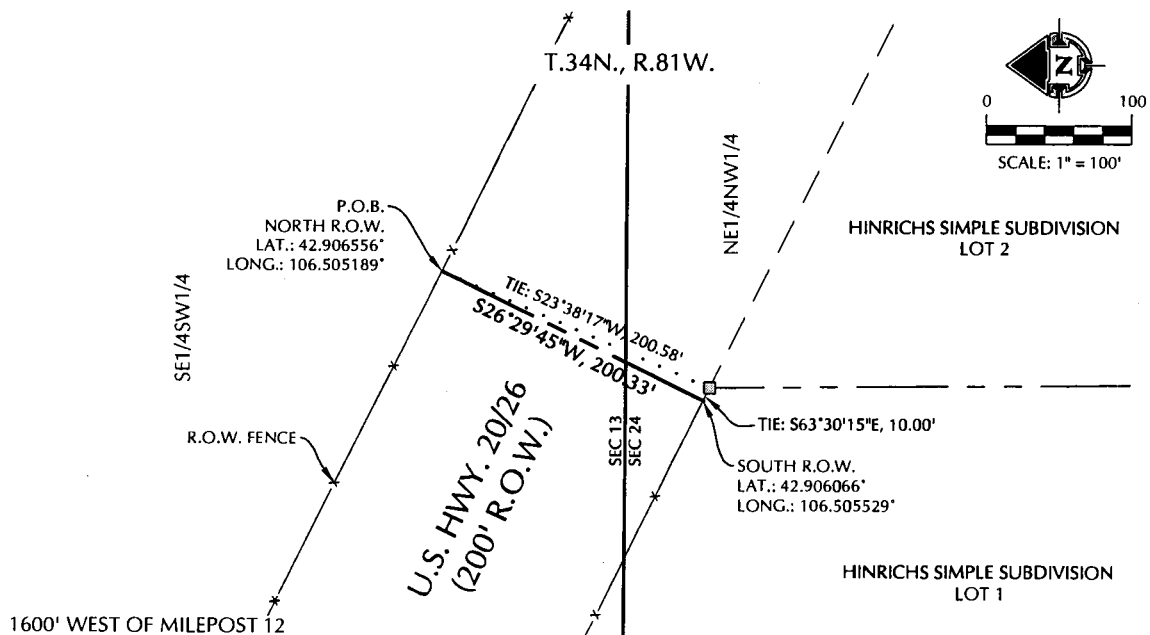 T.34N., R.81W.
N
0 100
SCALE: 1" = 100'
NE1/4NW1/4
HINRICHS SIMPLE SUBDIVISION
LOT 2
P.O.B.
NORTH R.O.W.
LAT.: 42.906556°
LONG.: 106.505189°
SE1/4SW1/4
TIE: S23°38'17"W, 200.58'
S26°29'45"W, 200.33'
R.O.W. FENCE
U.S. HWY. 20/26
(200' R.O.W.)
SEC 13
SEC 24
TIE: S63°30'15"E, 10.00'
SOUTH R.O.W.
LAT.: 42.906066°
LONG.: 106.505529°
HINRICHS SIMPLE SUBDIVISION
LOT 1
1600' WEST OF MILEPOST 12